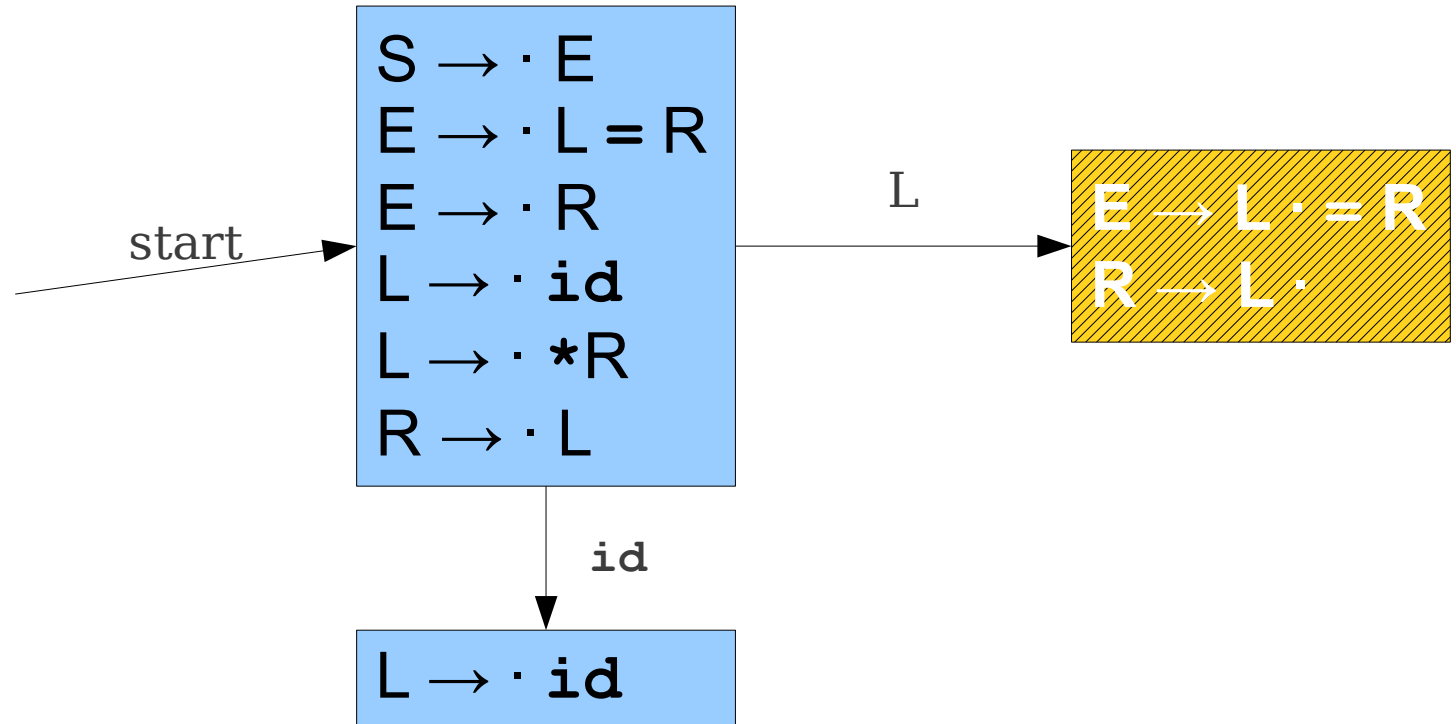 S → · E
E → · L = R
E → · R
L → · id
L → · *R
R → · L
start
L
E → L · = R
R → L ·
id
L → · id